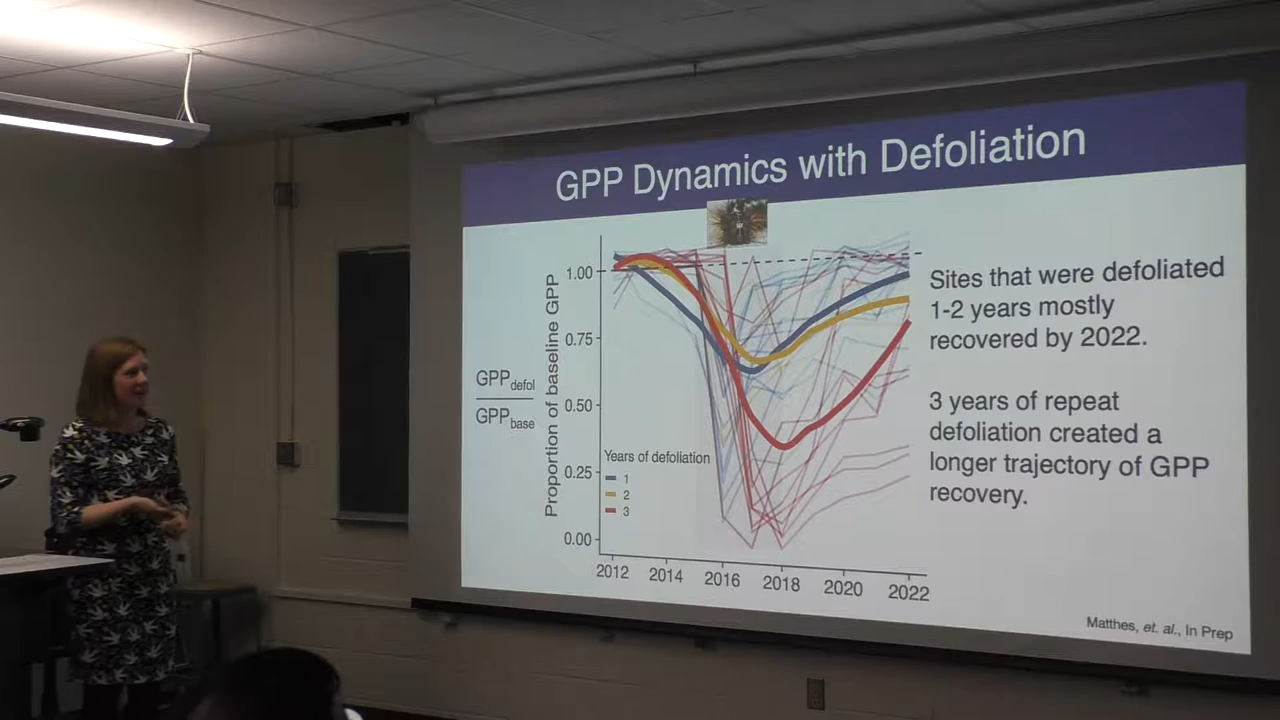 GPP Dynamics with Defoliation
GPPdefol
GPPbase
Proportion of baseline GPP
1.00
0.75
0.50
0.25
0.00
Years of defoliation
1
2
3
2012 2014 2016 2018 2020 2022
Sites that were defoliated
1-2 years mostly
recovered by 2022.
3 years of repeat
defoliation created a
longer trajectory of GPP
recovery.
Matthes, et. al., In Prep